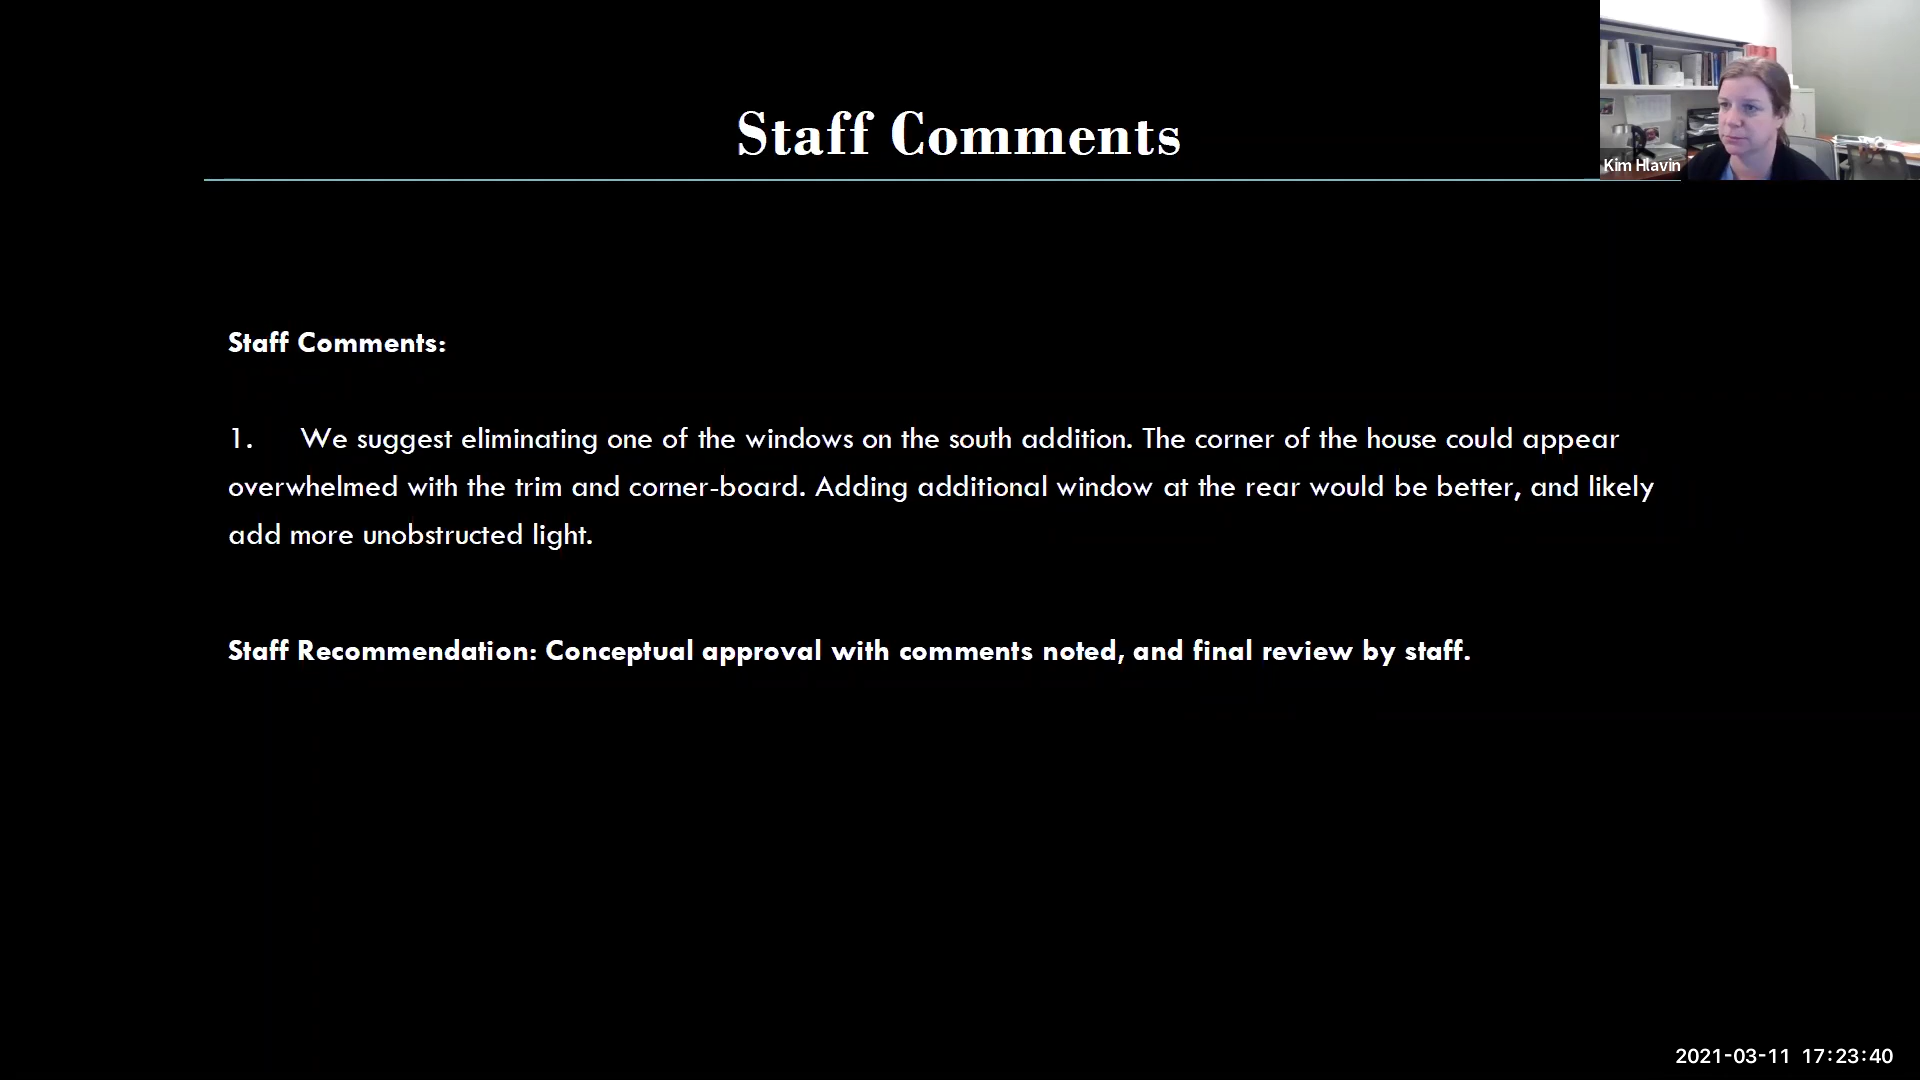 Staff Comments
Kim Hlavin
Staff Comments:
1. We suggest eliminating one of the windows on the south addition. The corner of the house could appear
overwhelmed with the trim and corner-board. Adding additional window at the rear would be better, and likely
add more unobstructed light.
Staff Recommendation: Conceptual approval with comments noted, and final review by staff.
2021-03-11 17:23:40